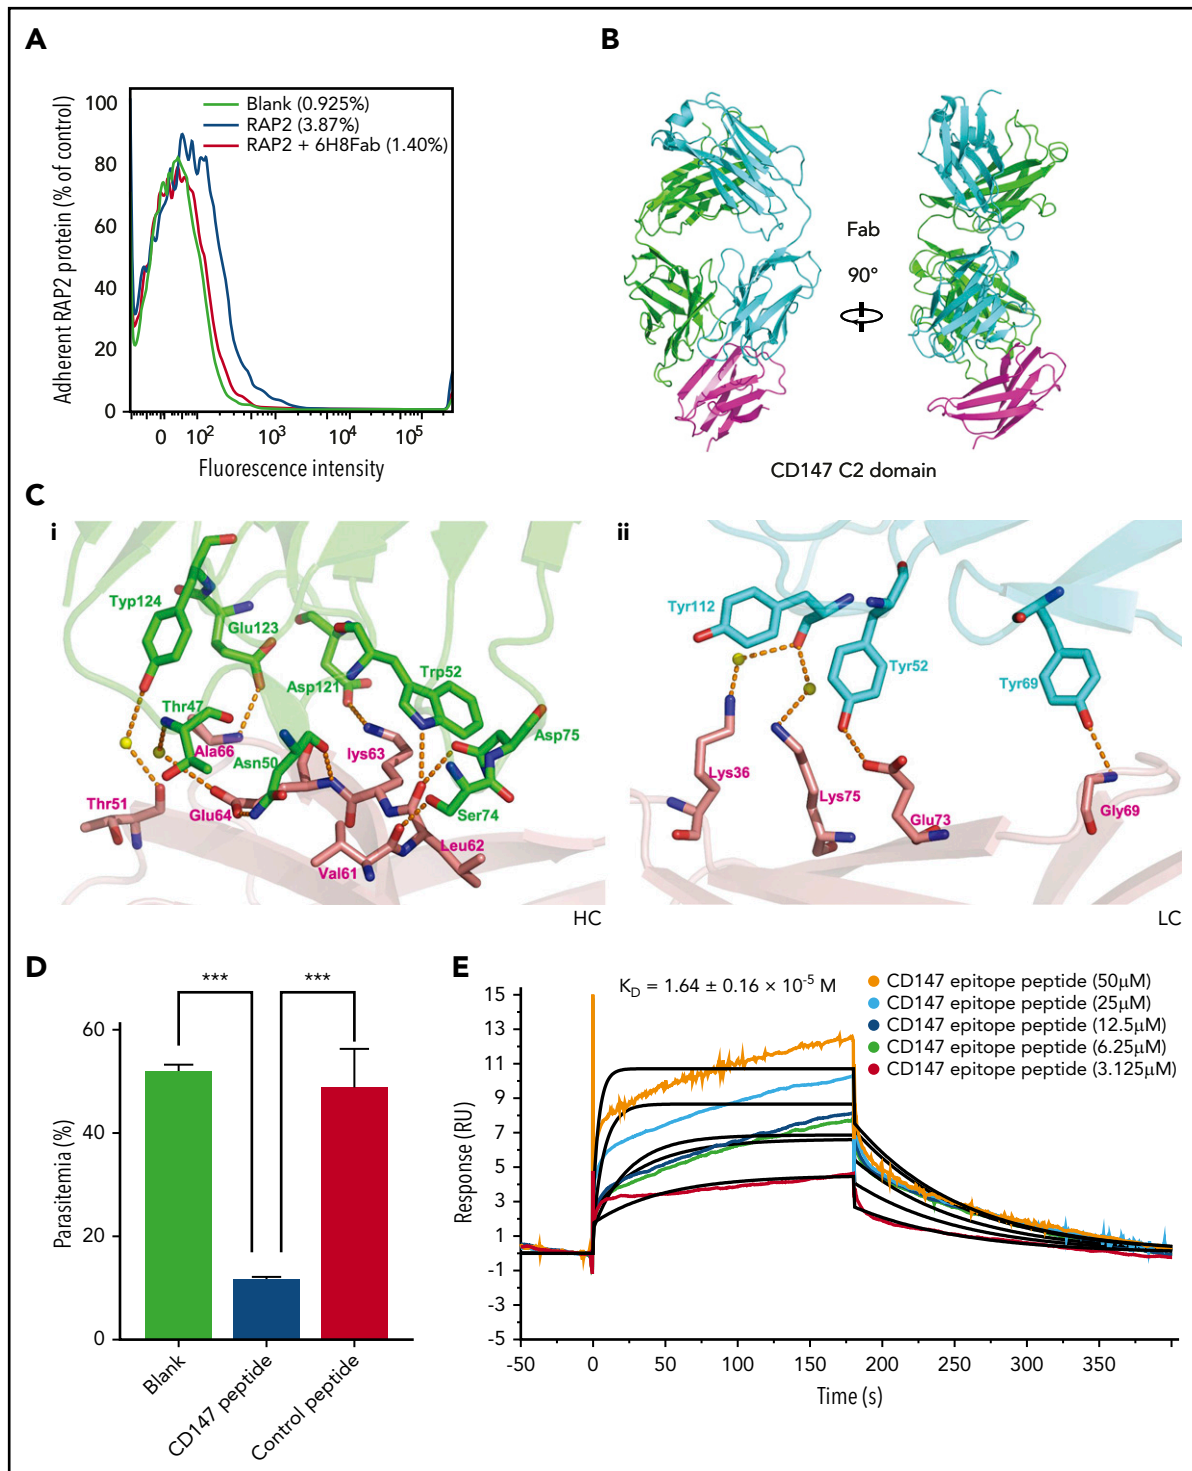 A
Adherent RAP2 protein (% of control)
100
80
60
40
20
0
0 10² 10³ 10⁴ 10⁵
Fluorescence intensity
Blank (0.925%)
RAP2 (3.87%)
RAP2 + 6H8Fab (1.40%)
B
Fab
90°
CD147 C2 domain
C
i
Typ124
Glu123
Asp121
Trp52
Thr47
Ala66
Asn50
lys63
Asp75
Thr51
Glu64
Ser74
Leu62
Val61
HC
ii
Tyr112
Tyr52
Tyr69
Lys36
Lys75
Glu73
Gly69
LC
D
*** ***
Parasitemia (%)
60
40
20
0
Blank
CD147 peptide
Control peptide
E
K_D = 1.64 ± 0.16 × 10⁻⁵ M
CD147 epitope peptide (50μM)
CD147 epitope peptide (25μM)
CD147 epitope peptide (12.5μM)
CD147 epitope peptide (6.25μM)
CD147 epitope peptide (3.125μM)
Response (RU)
15
13
11
9
7
5
3
1
-1
-3
-5
-50 0 50 100 150 200 250 300 350
Time (s)